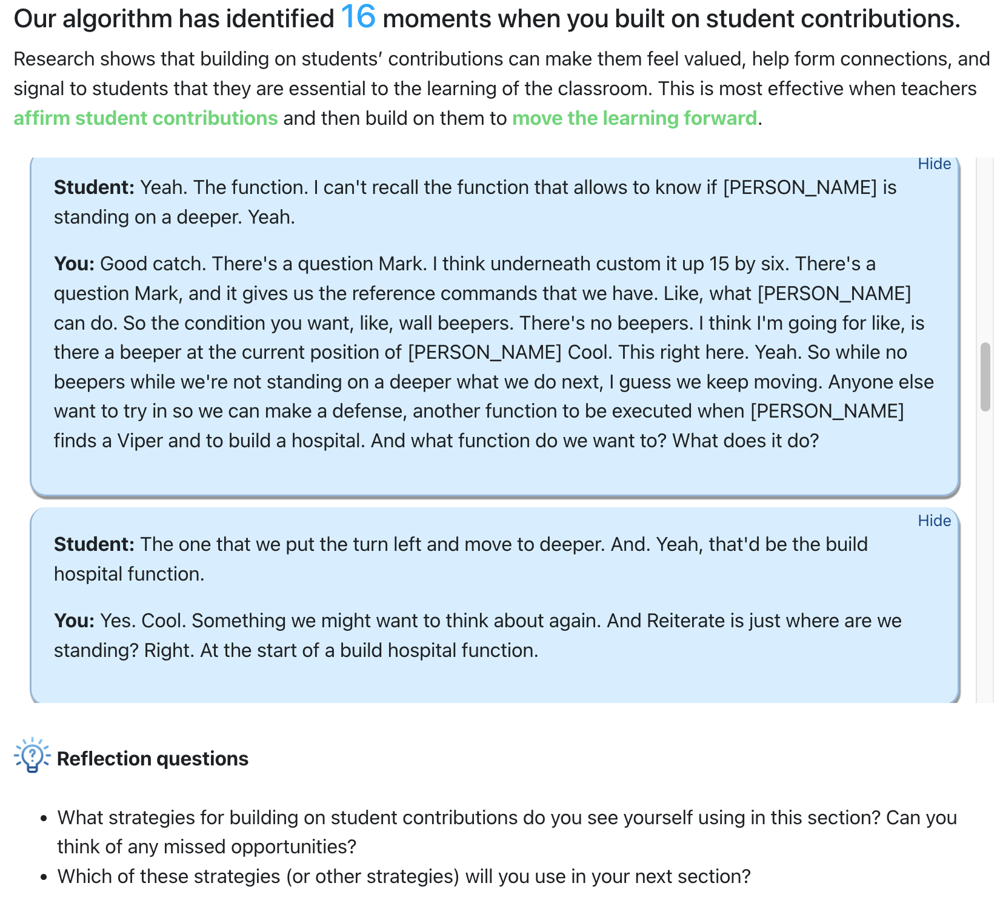 Our algorithm has identified 16 moments when you built on student contributions.
Research shows that building on students’ contributions can make them feel valued, help form connections, and
signal to students that they are essential to the learning of the classroom. This is most effective when teachers
affirm student contributions and then build on them to move the learning forward.
Hide
Student: Yeah. The function. I can't recall the function that allows to know if [PERSON_NAME] is
standing on a deeper. Yeah.
You: Good catch. There's a question Mark. I think underneath custom it up 15 by six. There's a
question Mark, and it gives us the reference commands that we have. Like, what [PERSON_NAME]
can do. So the condition you want, like, wall beepers. There's no beepers. I think I'm going for like, is
there a beeper at the current position of [PERSON_NAME] Cool. This right here. Yeah. So while no
beepers while we're not standing on a deeper what we do next, I guess we keep moving. Anyone else
want to try in so we can make a defense, another function to be executed when [PERSON_NAME]
finds a Viper and to build a hospital. And what function do we want to? What does it do?
Hide
Student: The one that we put the turn left and move to deeper. And. Yeah, that'd be the build
hospital function.
You: Yes. Cool. Something we might want to think about again. And Reiterate is just where are we
standing? Right. At the start of a build hospital function.
Reflection questions
• What strategies for building on student contributions do you see yourself using in this section? Can you
think of any missed opportunities?
• Which of these strategies (or other strategies) will you use in your next section?